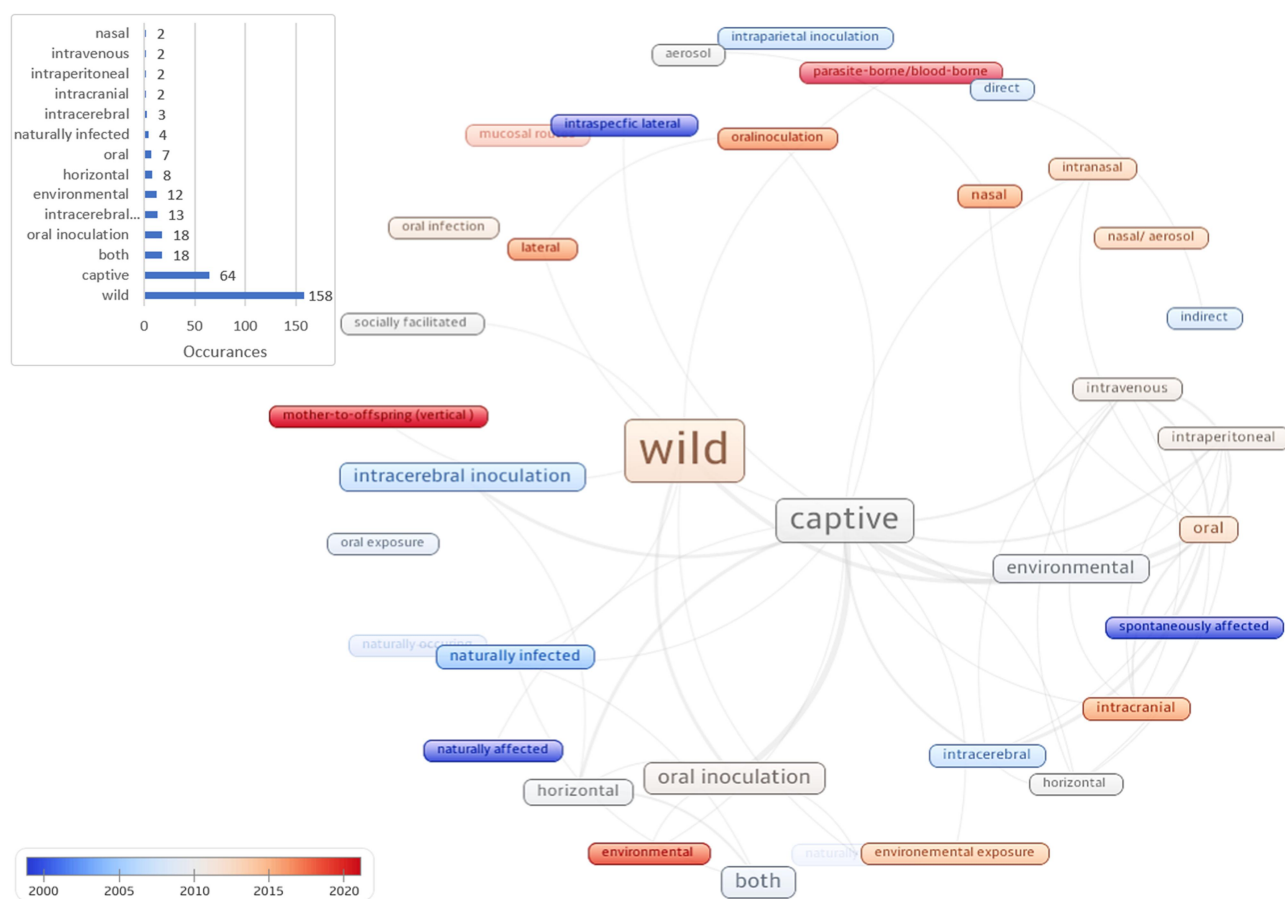 nasal 2
intravenous 2
intraperitoneal 2
intracranial 2
intracerebral 3
naturally infected 4
oral 7
horizontal 8
environmental 12
intracerebral... 13
oral inoculation 18
both 18
captive 64
wild 158
0 50 100 150
Occurances
intraparietal inoculation
aerosol
parasite-borne/blood-borne
direct
intraspecfic lateral
mucosal
oralinoculation
intranasal
nasal
oral infection
nasal/ aerosol
lateral
indirect
socially facilitated
intravenous
mother-to-offspring (vertical )
wild
intraperitoneal
intracerebral inoculation
captive
oral
oral exposure
environmental
spontaneously affected
naturally occuring
naturally infected
intracranial
naturally affected
intracerebral
oral inoculation
horizontal
horizontal
environmental
naturally
environemental exposure
both
2000 2005 2010 2015 2020